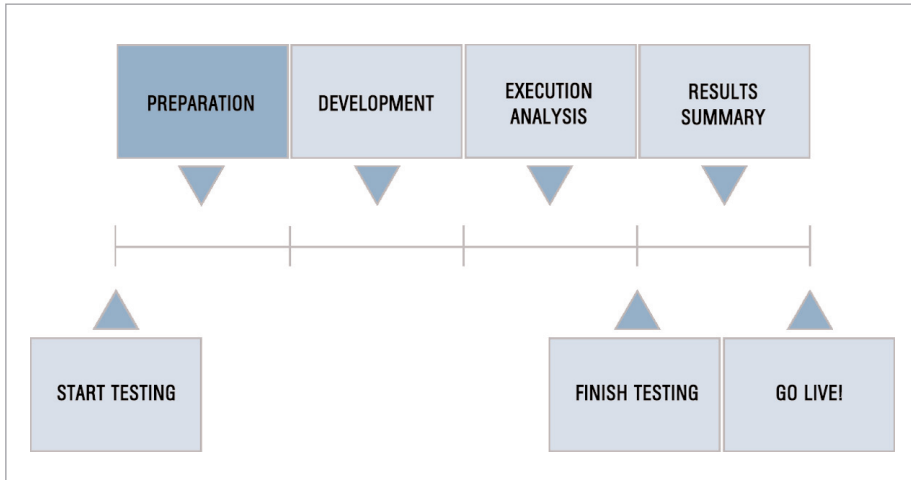 PREPARATION
DEVELOPMENT
EXECUTION
ANALYSIS
RESULTS
SUMMARY
START TESTING
FINISH TESTING
GO LIVE!